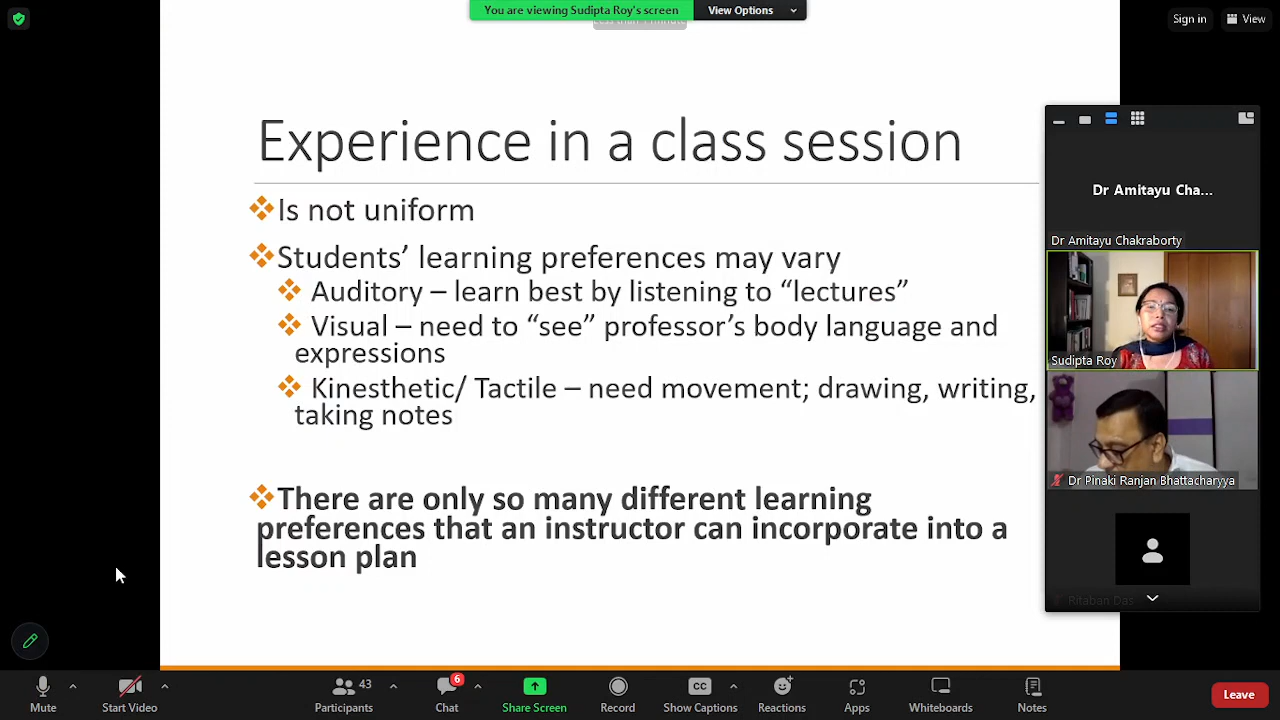 You are viewing Sudipta Roy's screen
View Options
Sign in
View
Experience in a class session
Is not uniform
Students’ learning preferences may vary
Auditory – learn best by listening to “lectures”
Visual – need to “see” professor’s body language and
expressions
Kinesthetic/ Tactile – need movement; drawing, writing,
taking notes
There are only so many different learning
preferences that an instructor can incorporate into a
lesson plan
Dr Amitayu Cha...
Dr Amitayu Chakraborty
Sudipta Roy
Dr Pinaki Ranjan Bhattacharyya
Ritaban Das
Mute
Start Video
43
Participants
6
Chat
Share Screen
Record
CC
Show Captions
Reactions
Apps
Whiteboards
Notes
Leave